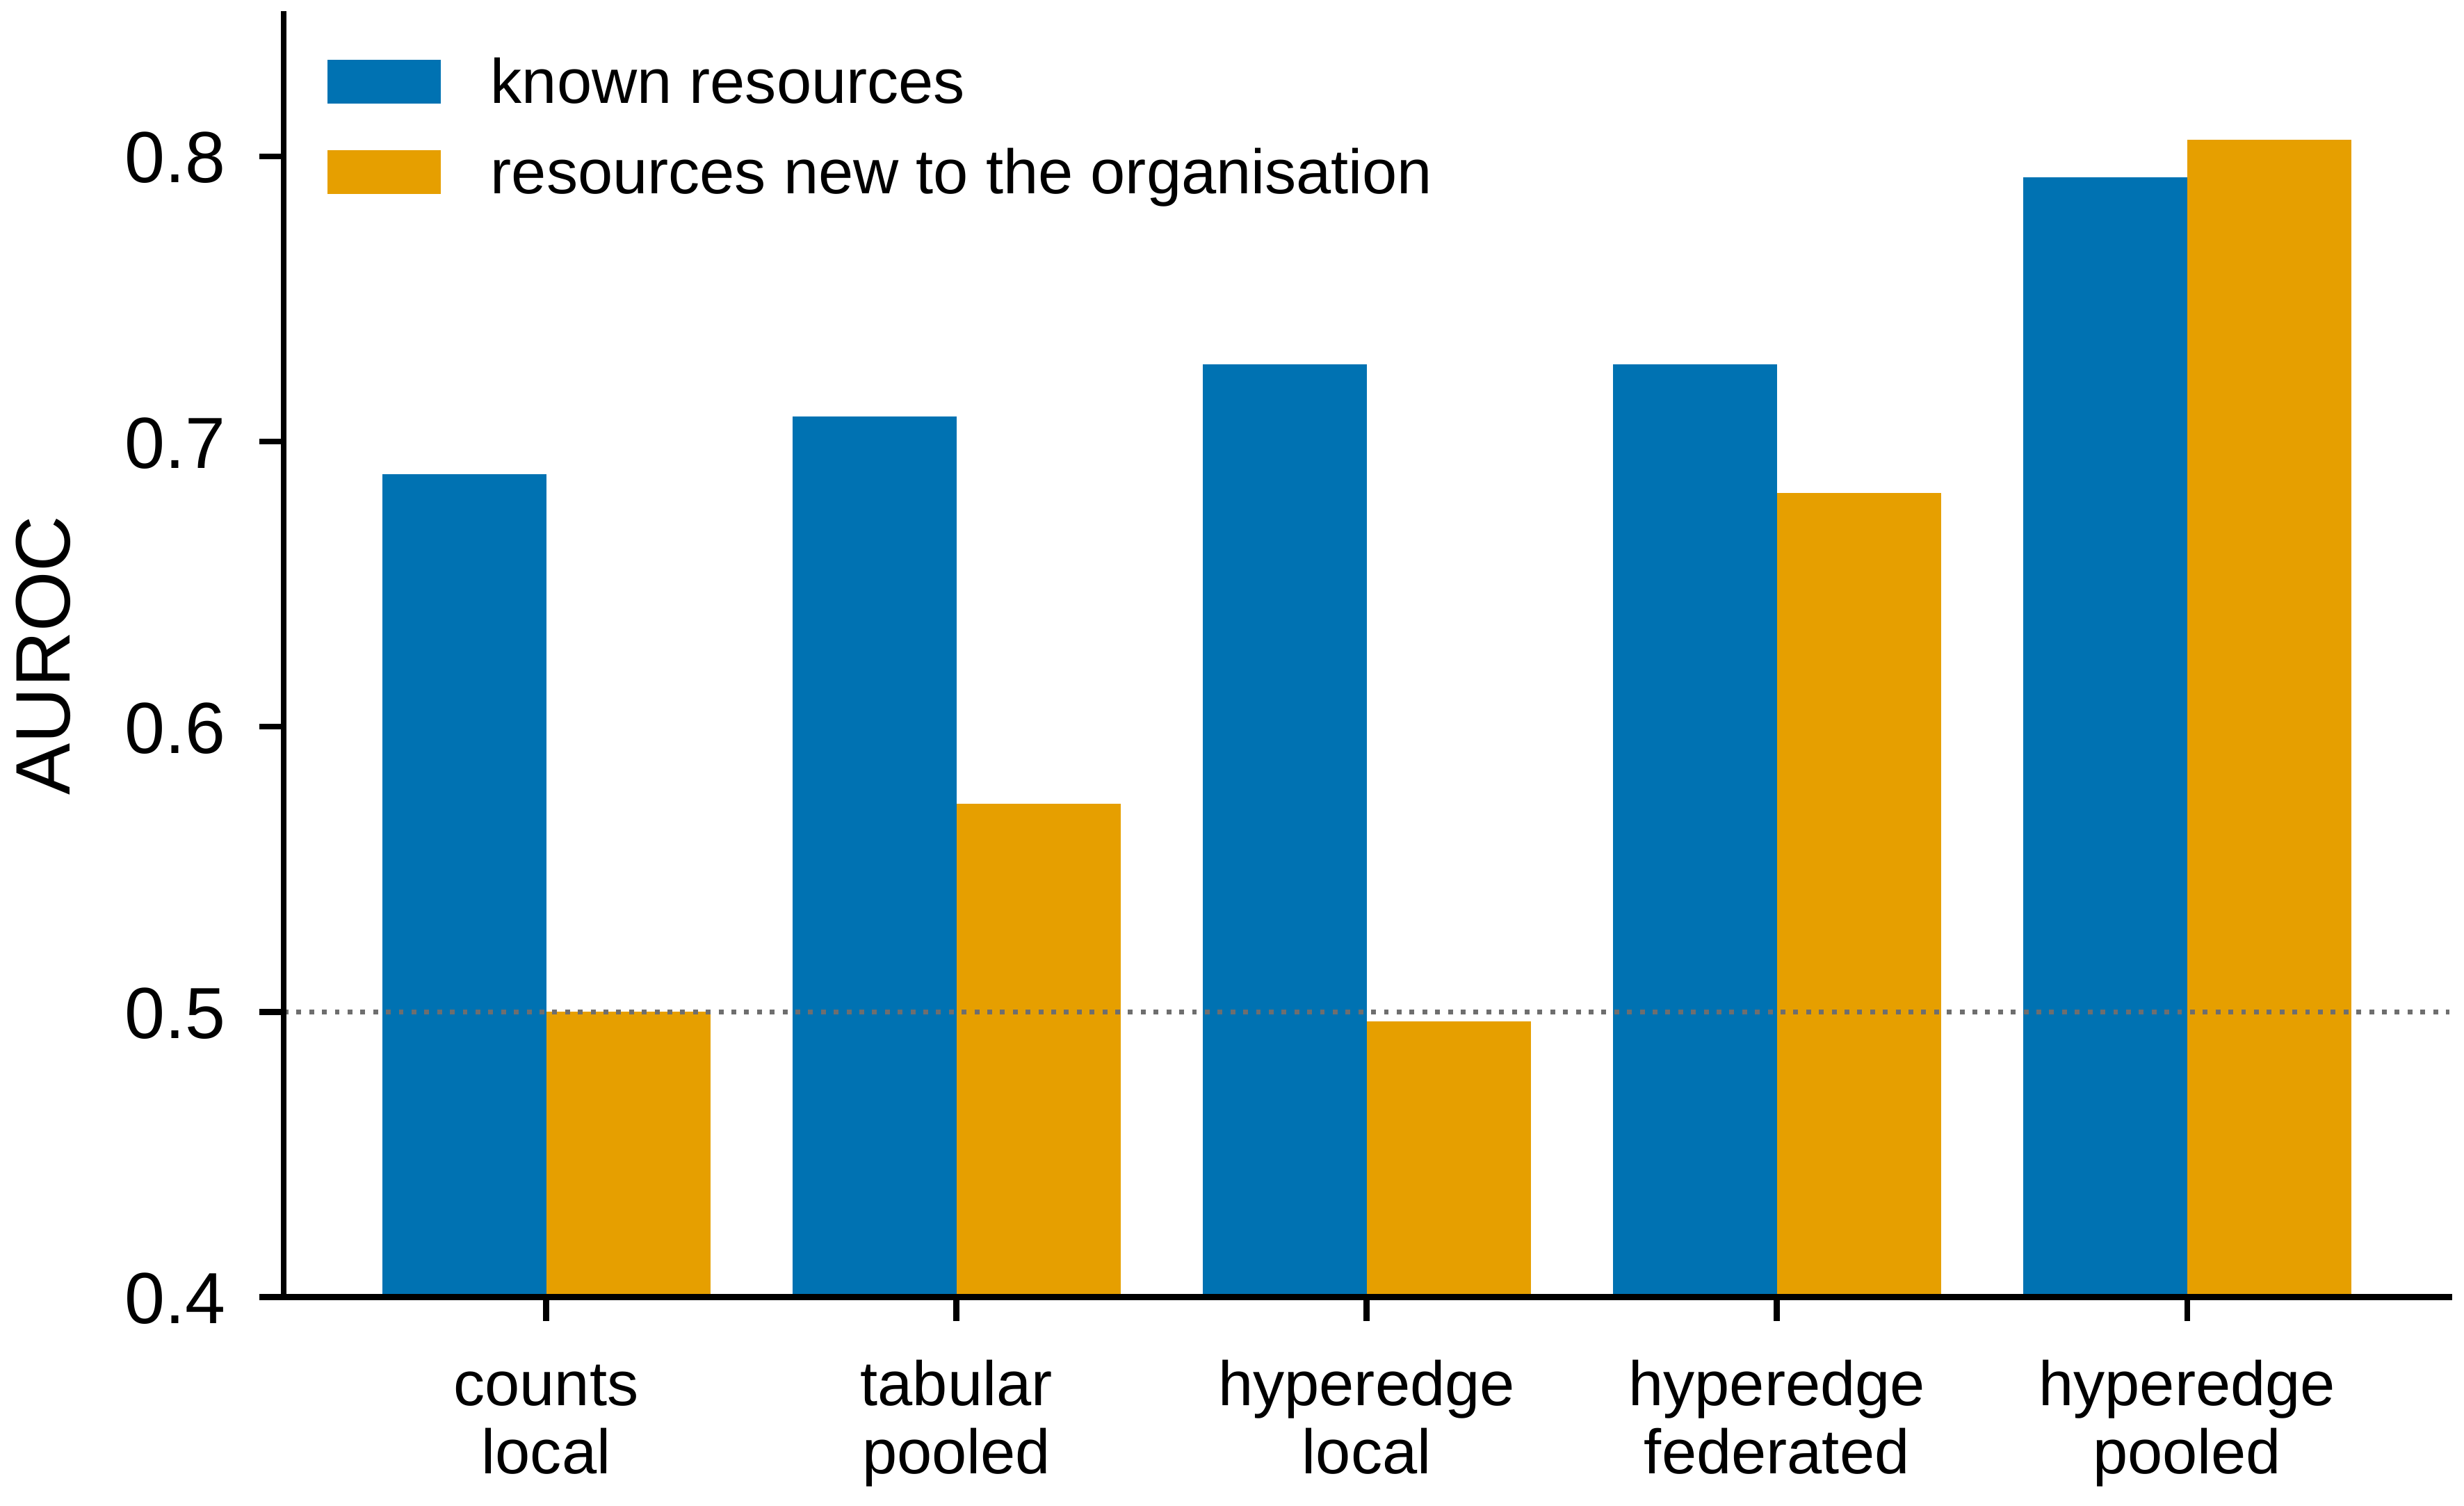 known resources
resources new to the organisation
0.8
0.7
0.6
0.5
0.4
AUROC
counts
local
tabular
pooled
hyperedge
local
hyperedge
federated
hyperedge
pooled